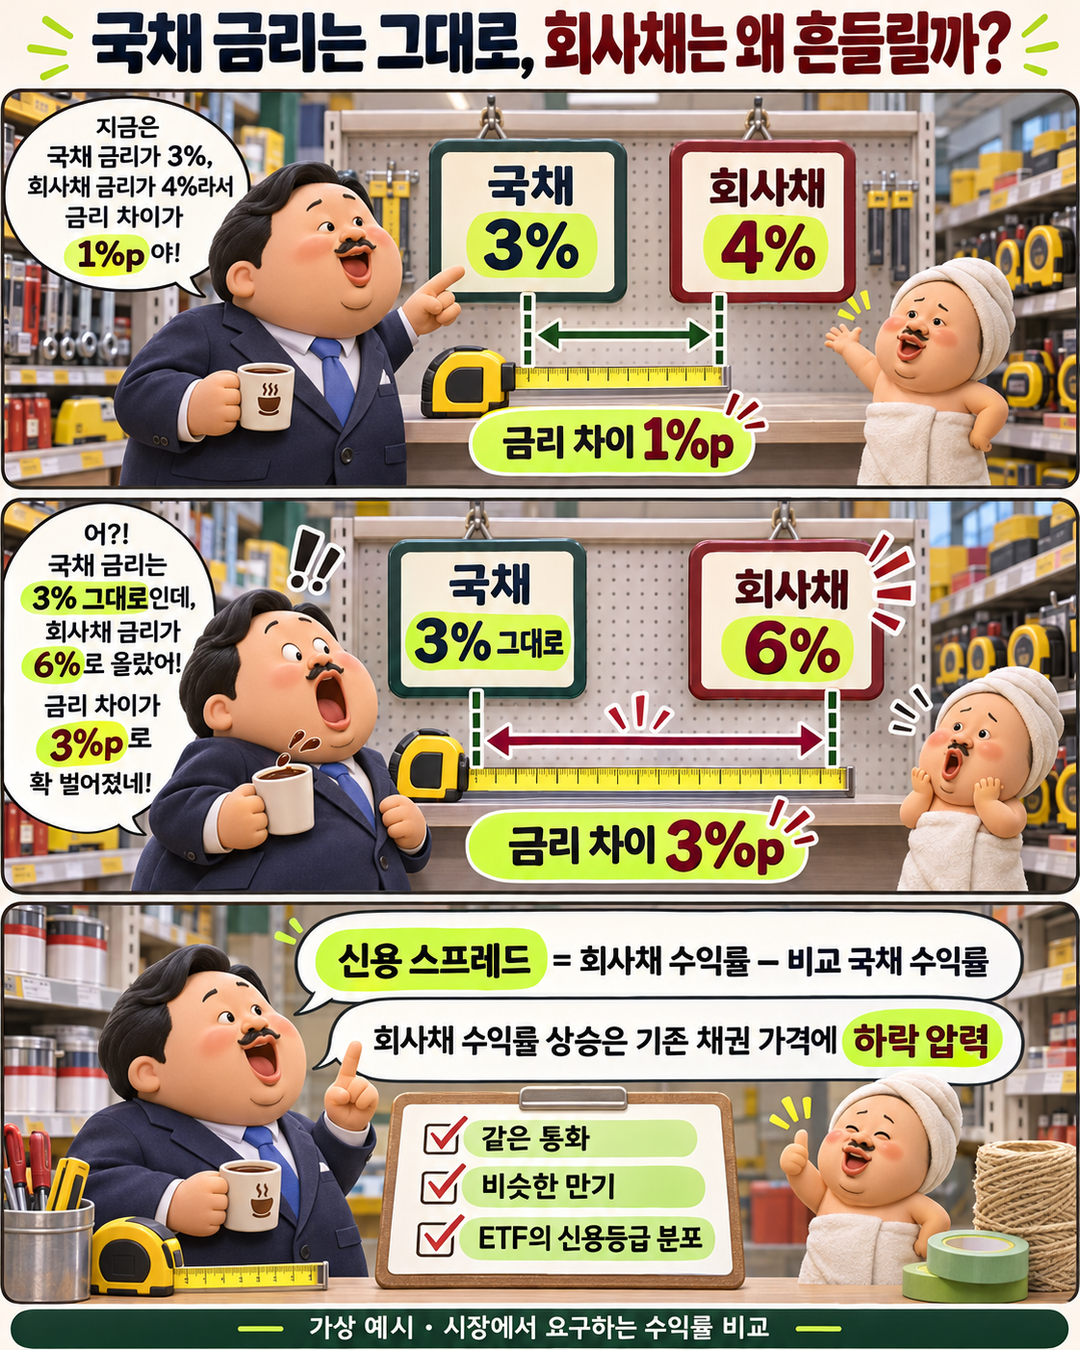 국채 금리는 그대로, 회사채는 왜 흔들릴까?
지금은
국채 금리가 3%,
회사채 금리가 4%라서
금리 차이가
1%p야!
국채
3%
회사채
4%
금리 차이 1%p
어?!
국채 금리는
3% 그대로인데,
회사채 금리가
6%로 올랐어!
금리 차이가
3%p로
확 벌어졌네!
!!
국채
3% 그대로
회사채
6%
금리 차이 3%p
신용 스프레드 = 회사채 수익률 – 비교 국채 수익률
회사채 수익률 상승은 기존 채권 가격에 하락 압력
같은 통화
비슷한 만기
ETF의 신용등급 분포
가상 예시 · 시장에서 요구하는 수익률 비교